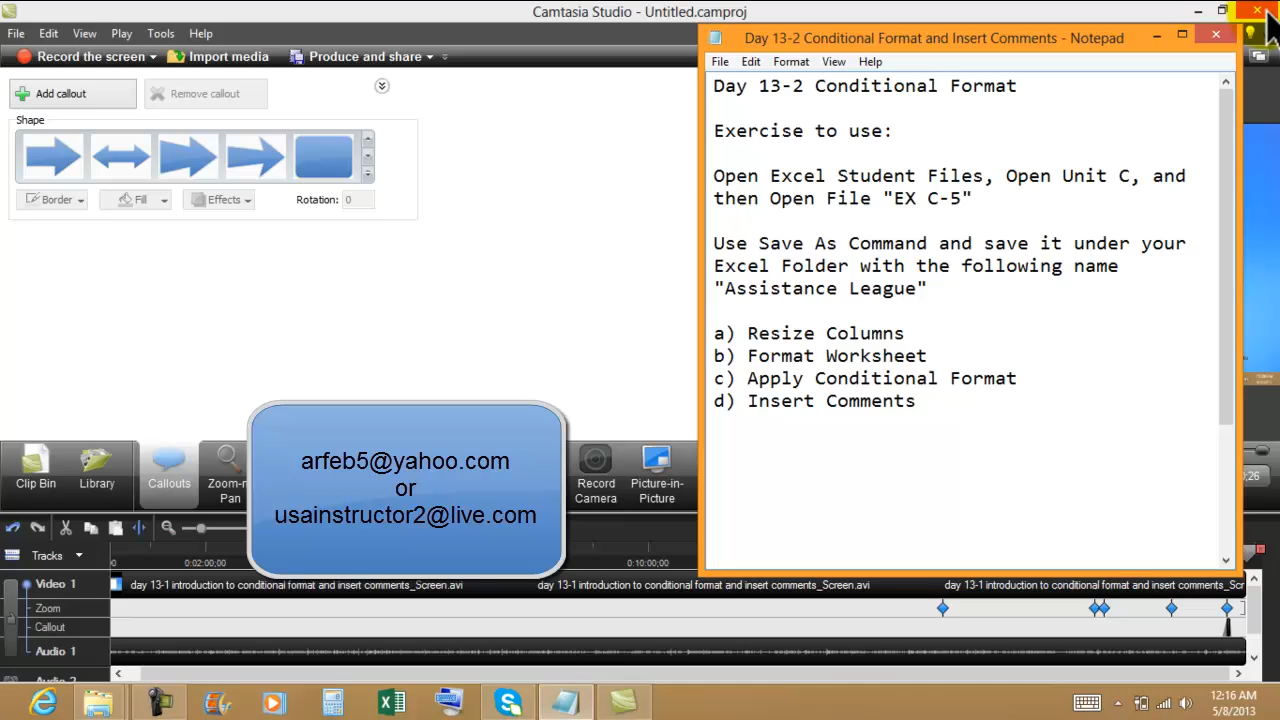 Camtasia Studio - Untitled.camproj
File Edit View Play Tools Help
Record the screen Import media Produce and share
Add callout Remove callout
Shape
Border Fill Effects Rotation: 0
Day 13-2 Conditional Format and Insert Comments - Notepad
File Edit Format View Help
Day 13-2 Conditional Format
Exercise to use:
Open Excel Student Files, Open Unit C, and
then Open File "EX C-5"
Use Save As Command and save it under your
Excel Folder with the following name
"Assistance League"
a) Resize Columns
b) Format Worksheet
c) Apply Conditional Format
d) Insert Comments
arfeb5@yahoo.com
or
usainstructor2@live.com
Clip Bin Library Callouts Zoom-n Pan Record Camera Picture-in-Picture
Tracks 0:02:00;00 0:10:00;00
Video 1 day 13-1 introduction to conditional format and insert comments_Screen.avi day 13-1 introduction to conditional format and insert comments_Screen.avi day 13-1 introduction to conditional format and insert comments_Scr
Zoom
Callout
Audio 1
12:16 AM
5/8/2013